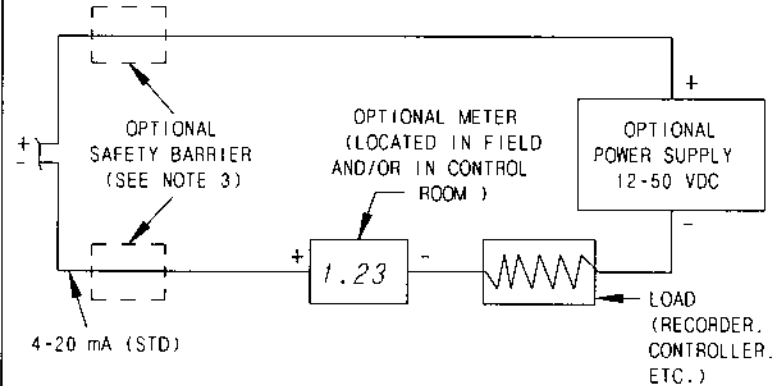 +
OPTIONAL METER
(LOCATED IN FIELD
AND/OR IN CONTROL
ROOM )
OPTIONAL
SAFETY BARRIER
(SEE NOTE 3)
OPTIONAL
POWER SUPPLY
12-50 VDC
+
-
-
+
1.23
-
4-20 mA (STD)
LOAD
(RECORDER.
CONTROLLER.
ETC.)